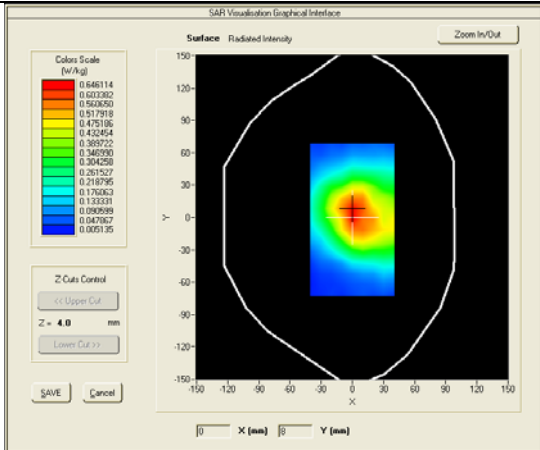 SAR Visualisation Graphical Interface
Surface Radiated Intensity
Zoom In/Out
Colors Scale
(W/kg)
0.646114
0.603382
0.560650
0.517918
0.475186
0.432454
0.389722
0.346990
0.304258
0.261527
0.218795
0.176063
0.133331
0.090599
0.047867
0.005135
150
120
90
60
30
0
-30
-60
-90
-120
-150
Y
-150 -120 -90 -60 -30 0 30 60 90 120 150
X
Z-Cuts Control
<< Upper Cut
Z = 4.0 mm
Lower Cut >>
SAVE Cancel
0 X (mm) 8 Y (mm)